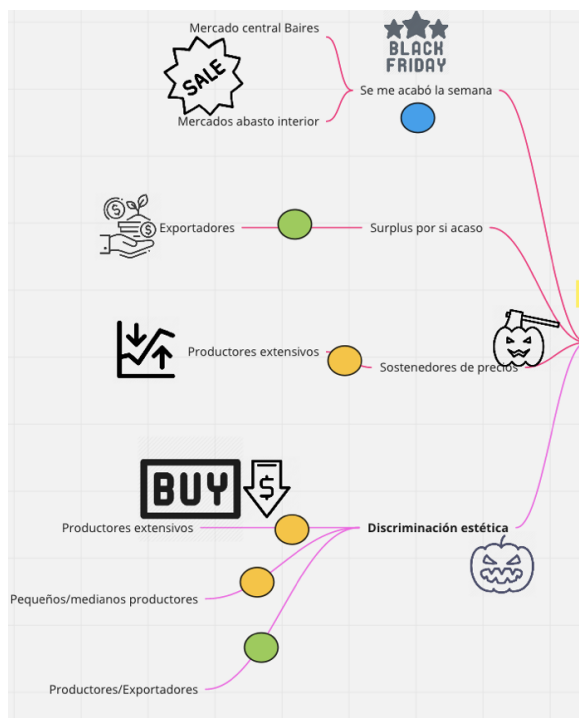 Mercado central Baires
BLACK
FRIDAY
SALE
Se me acabó la semana
Mercados abasto interior
Exportadores
Surplus por si acaso
Productores extensivos
Sostenedores de precios
BUY
Productores extensivos
Discriminación estética
Pequeños/medianos productores
Productores/Exportadores